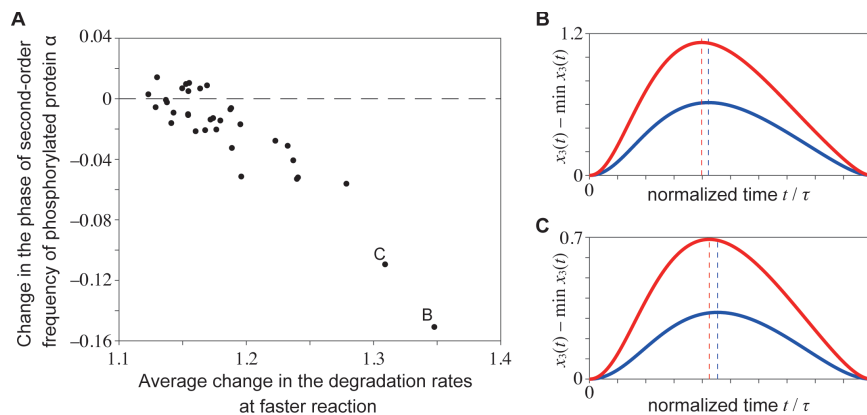 A
Change in the phase of second-order
frequency of phosphorylated protein α
0.04
0
−0.04
−0.08
−0.12
−0.16
C
B
1.1
1.2
1.3
1.4
Average change in the degradation rates
at faster reaction
B
x3(t) − min x3(t)
1.2
0
0
normalized time t / τ
C
x3(t) − min x3(t)
0.7
0
0
normalized time t / τ